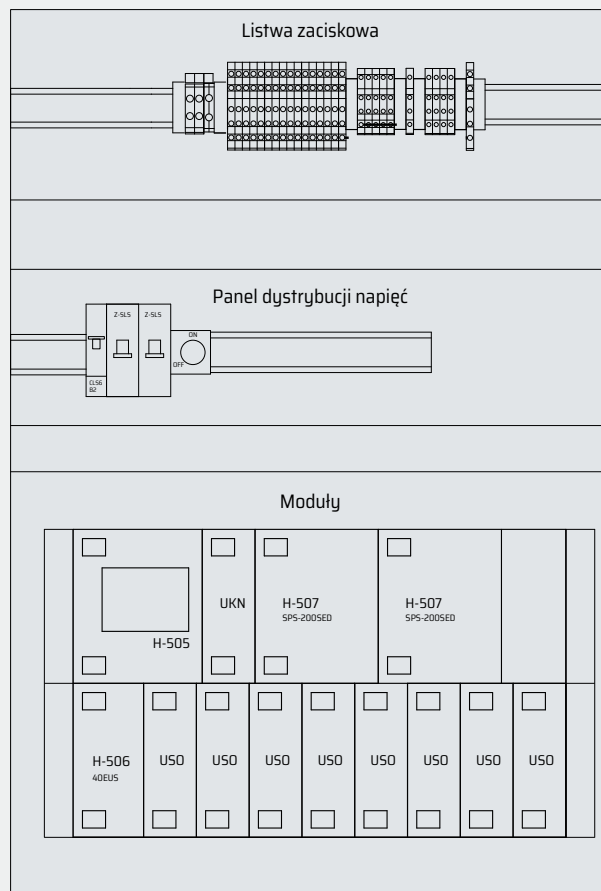 Listwa zaciskowa
Panel dystrybucji napięć
Z-SLS Z-SLS
ON
OFF
CLS6
B2
Moduły
H-505
UKN
H-507
SPS-200SED
H-507
SPS-200SED
H-506
40EUS
USO USO USO USO USO USO USO USO